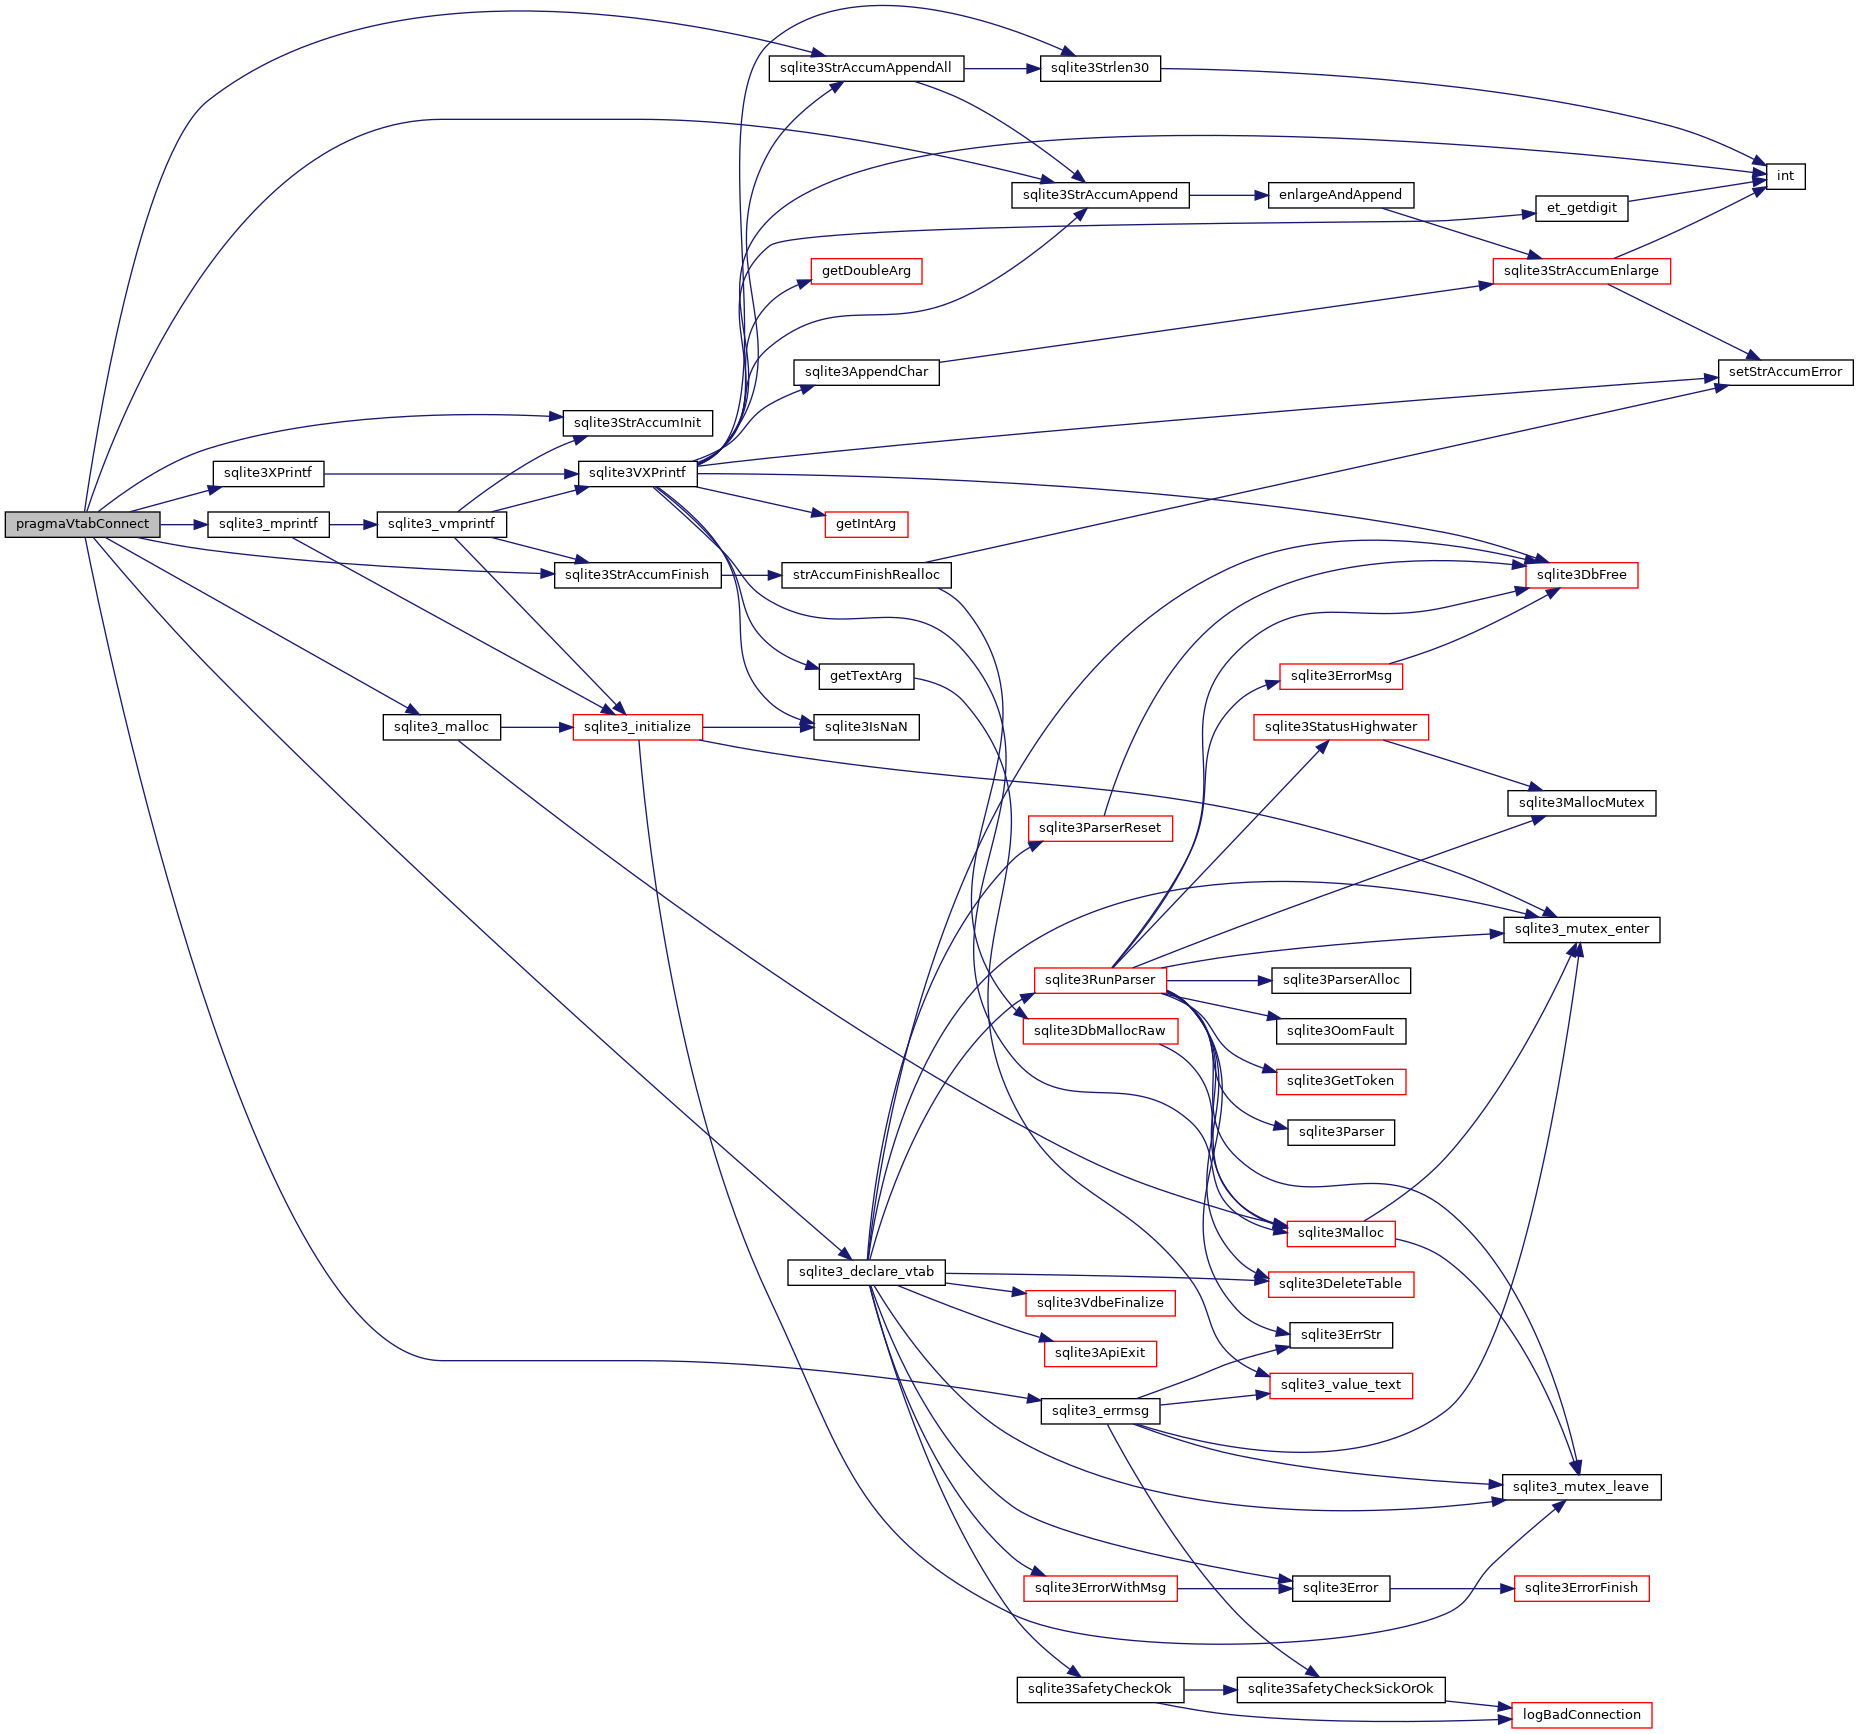 sqlite3StrAccumAppendAll
sqlite3Strlen30
int
sqlite3StrAccumAppend
enlargeAndAppend
et_getdigit
getDoubleArg
sqlite3StrAccumEnlarge
sqlite3AppendChar
setStrAccumError
sqlite3StrAccumInit
sqlite3XPrintf
sqlite3VXPrintf
pragmaVtabConnect
sqlite3_mprintf
sqlite3_vmprintf
getIntArg
sqlite3StrAccumFinish
strAccumFinishRealloc
sqlite3DbFree
getTextArg
sqlite3ErrorMsg
sqlite3_malloc
sqlite3_initialize
sqlite3IsNaN
sqlite3StatusHighwater
sqlite3MallocMutex
sqlite3ParserReset
sqlite3_mutex_enter
sqlite3RunParser
sqlite3ParserAlloc
sqlite3DbMallocRaw
sqlite3OomFault
sqlite3GetToken
sqlite3Parser
sqlite3Malloc
sqlite3_declare_vtab
sqlite3DeleteTable
sqlite3VdbeFinalize
sqlite3ErrStr
sqlite3ApiExit
sqlite3_value_text
sqlite3_errmsg
sqlite3_mutex_leave
sqlite3ErrorWithMsg
sqlite3Error
sqlite3ErrorFinish
sqlite3SafetyCheckOk
sqlite3SafetyCheckSickOrOk
logBadConnection